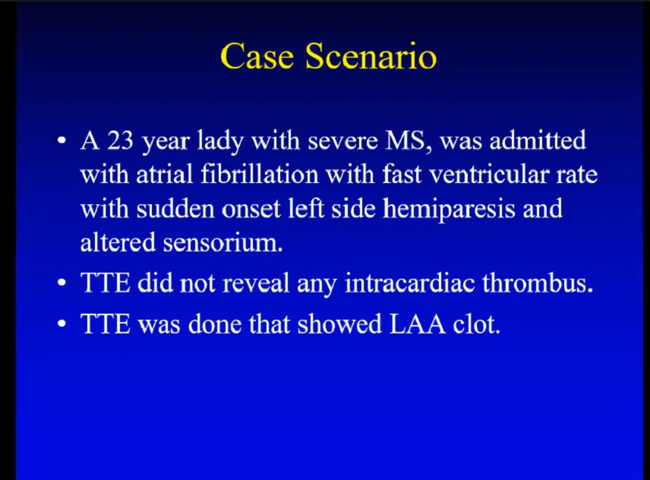 Case Scenario
• A 23 year lady with severe MS, was admitted
with atrial fibrillation with fast ventricular rate
with sudden onset left side hemiparesis and
altered sensorium.
• TTE did not reveal any intracardiac thrombus.
• TTE was done that showed LAA clot.